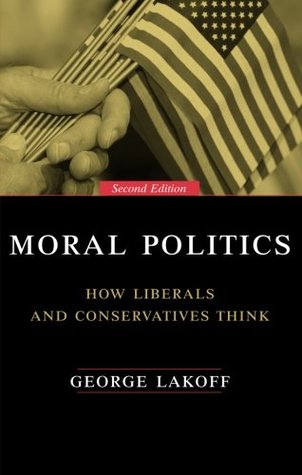 Second Edition
MORAL POLITICS
HOW LIBERALS
AND CONSERVATIVES THINK
GEORGE LAKOFF